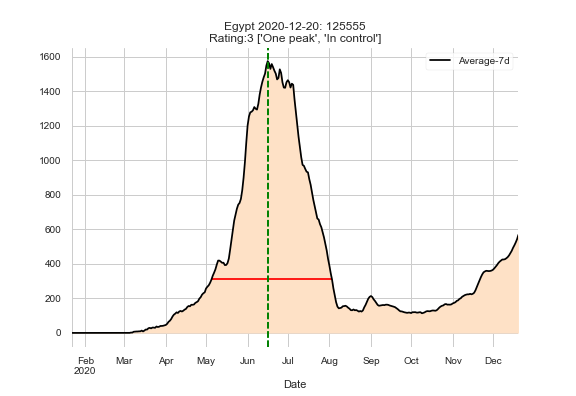 Egypt 2020-12-20: 125555
Rating:3 ['One peak', 'In control']
Average-7d
1600
1400
1200
1000
800
600
400
200
0
Feb Mar Apr May Jun Jul Aug Sep Oct Nov Dec
2020
Date